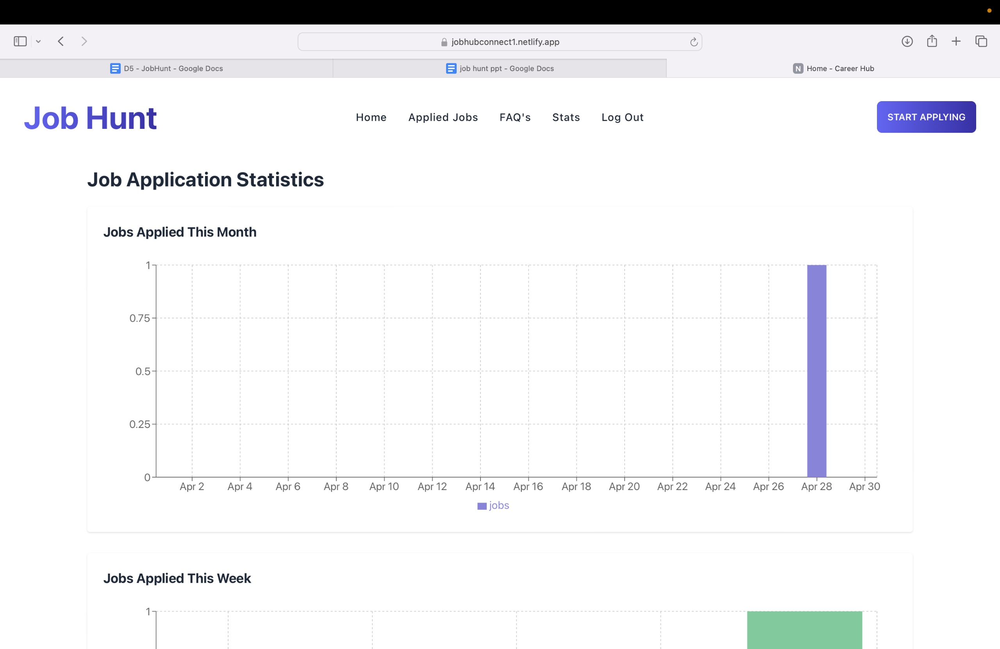 jobhubconnect1.netlify.app
D5 - JobHunt - Google Docs
job hunt ppt - Google Docs
N Home - Career Hub
Job Hunt
Home Applied Jobs FAQ's Stats Log Out
START APPLYING
Job Application Statistics
Jobs Applied This Month
1
0.75
0.5
0.25
0
Apr 2 Apr 4 Apr 6 Apr 8 Apr 10 Apr 12 Apr 14 Apr 16 Apr 18 Apr 20 Apr 22 Apr 24 Apr 26 Apr 28 Apr 30
jobs
Jobs Applied This Week
1